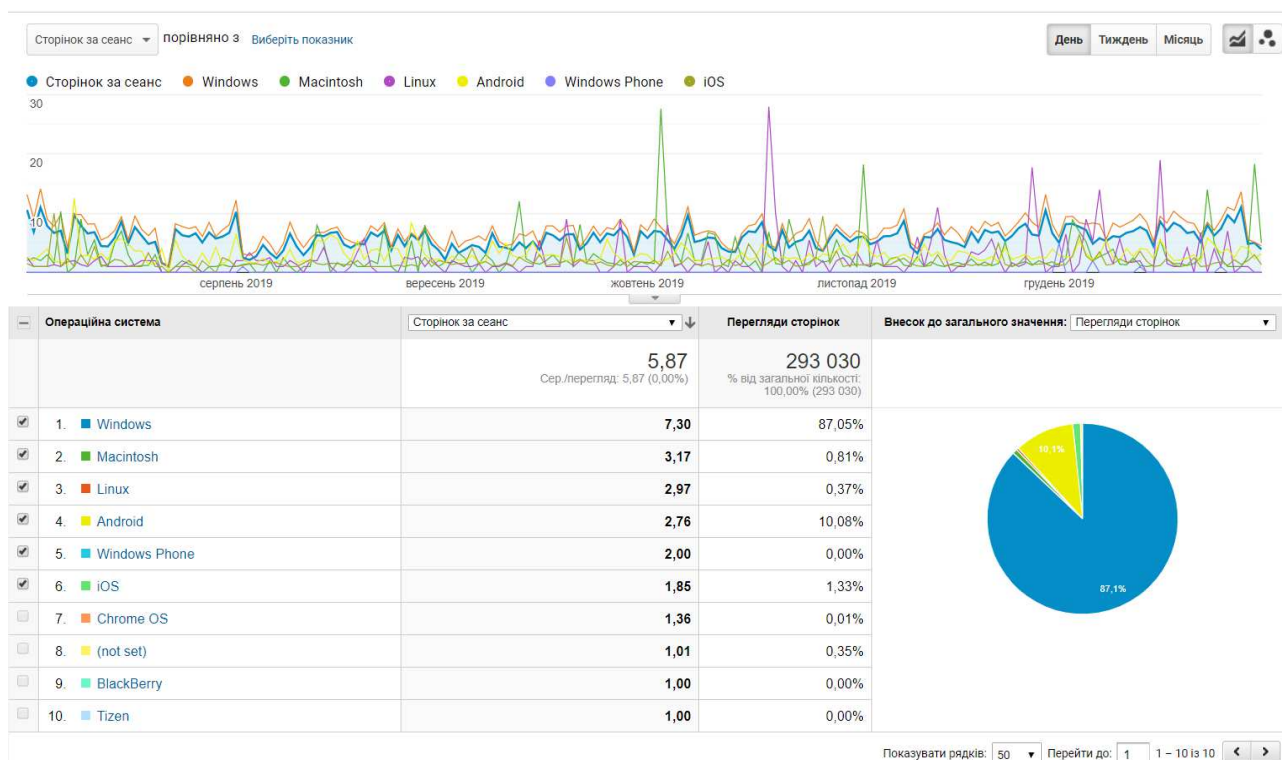 Сторінок за сеанс порівняно з Виберіть показник День Тиждень Місяць
Сторінок за сеанс Windows Macintosh Linux Android Windows Phone iOS
30
20
10
серпень 2019 вересень 2019 жовтень 2019 листопад 2019 грудень 2019
Операційна система Сторінок за сеанс Перегляди сторінок Внесок до загального значення: Перегляди сторінок
5,87 293 030
Сер./перегляд: 5,87 (0,00%) % від загальної кількості:
100,00% (293 030)
1. Windows 7,30 87,05%
2. Macintosh 3,17 0,81%
3. Linux 2,97 0,37%
4. Android 2,76 10,08%
5. Windows Phone 2,00 0,00%
6. iOS 1,85 1,33%
7. Chrome OS 1,36 0,01%
8. (not set) 1,01 0,35%
9. BlackBerry 1,00 0,00%
10. Tizen 1,00 0,00%
10,1%
87,1%
Показувати рядків: 50 Перейти до: 1 1 – 10 із 10